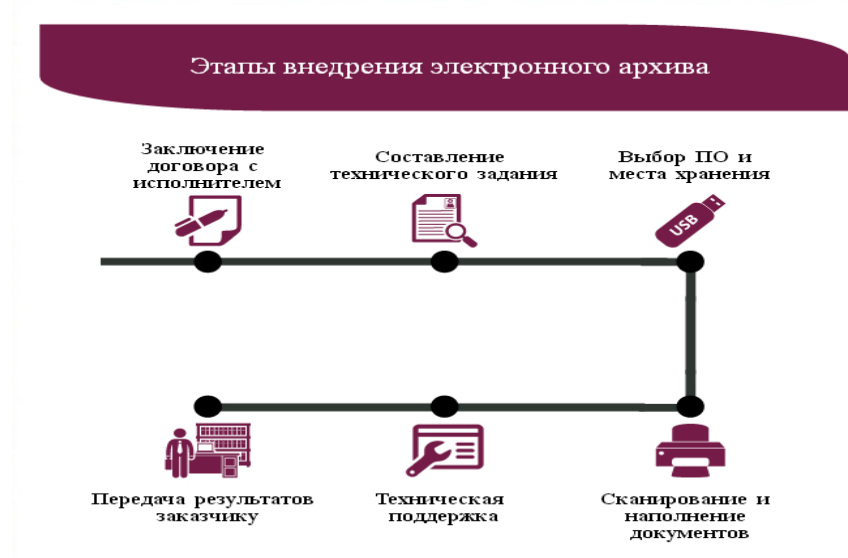 Этапы внедрения электронного архива
Заключение
договора с
исполнителем
Составление
технического задания
Выбор ПО и
места хранения
USB
Передача результатов
заказчику
Техническая
поддержка
Сканирование и
наполнение
документов